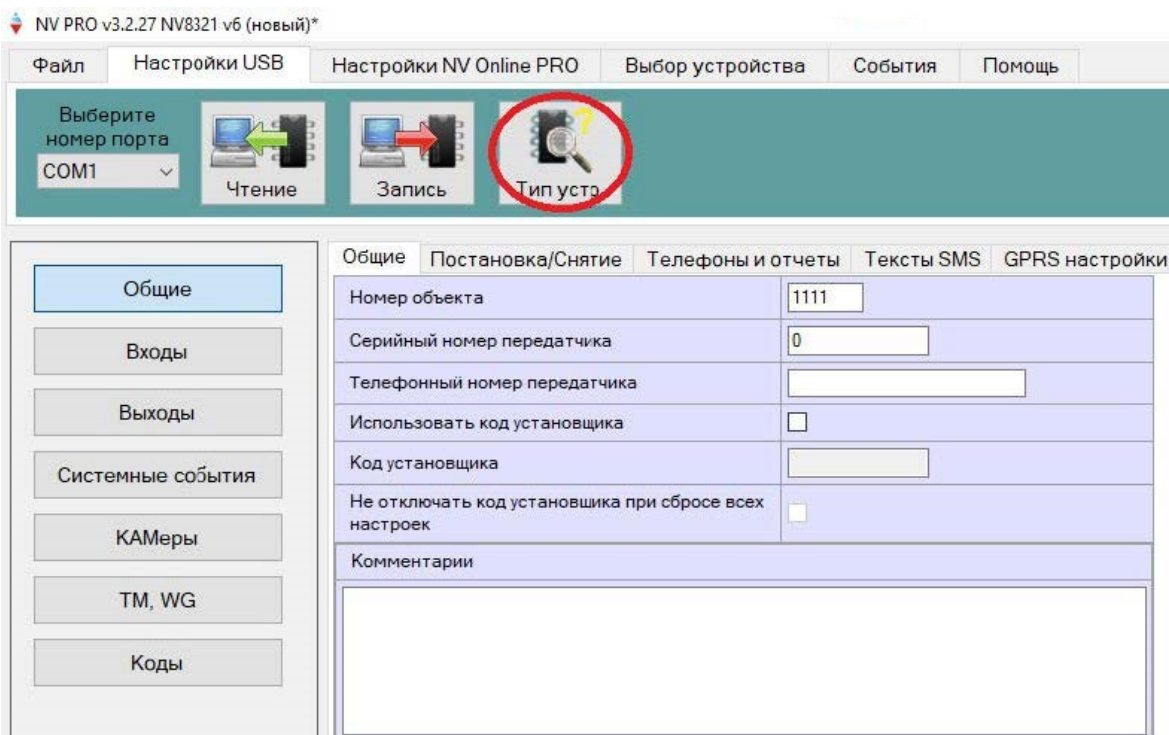 NV PRO v3.2.27 NV8321 v6 (новый)*
Файл Настройки USB Настройки NV Online PRO Выбор устройства События Помощь
Выберите
номер порта
COM1
Чтение Запись Тип устр
Общие
Входы
Выходы
Системные события
КАМеры
TM, WG
Коды
Общие Постановка/Снятие Телефоны и отчеты Тексты SMS GPRS настройки
Номер объекта 1111
Серийный номер передатчика 0
Телефонный номер передатчика
Использовать код установщика
Код установщика
Не отключать код установшика при сбросе всех
настроек
Комментарии